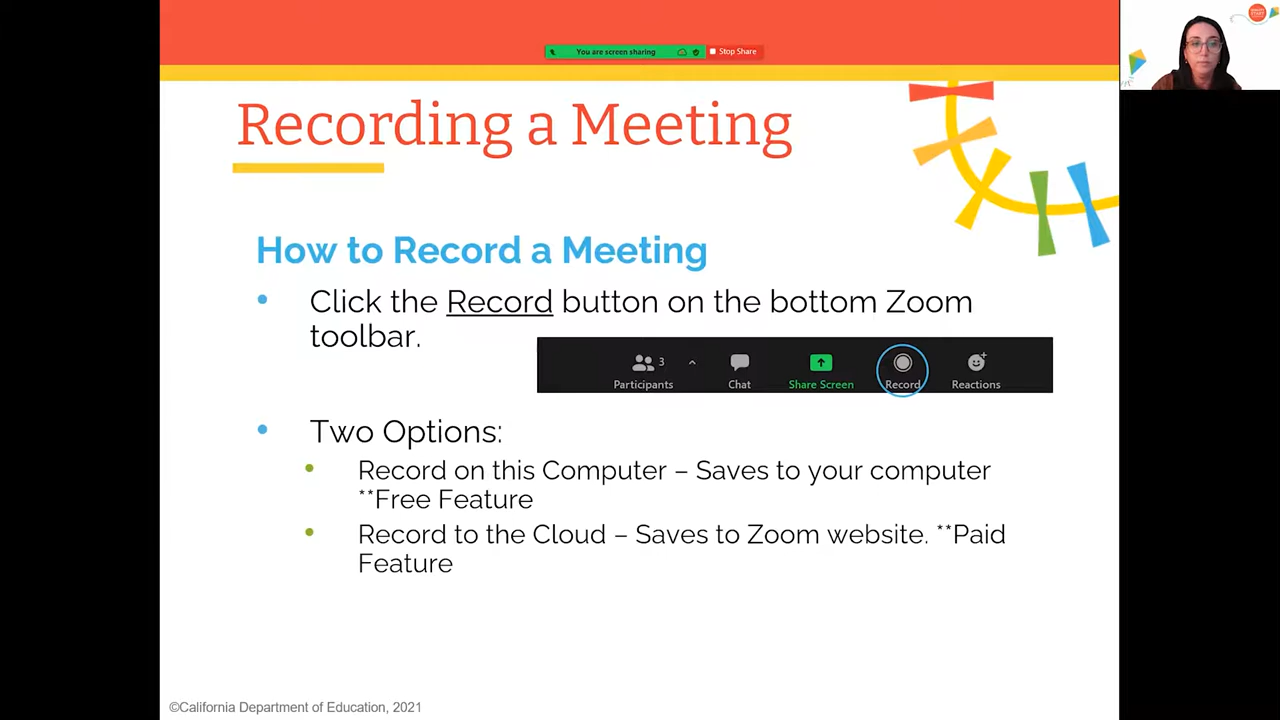 You are screen sharing
Stop Share
Recording a Meeting
How to Record a Meeting
• Click the Record button on the bottom Zoom
toolbar.
3
Participants Chat Share Screen Record Reactions
• Two Options:
• Record on this Computer – Saves to your computer
**Free Feature
• Record to the Cloud – Saves to Zoom website. **Paid
Feature
©California Department of Education, 2021